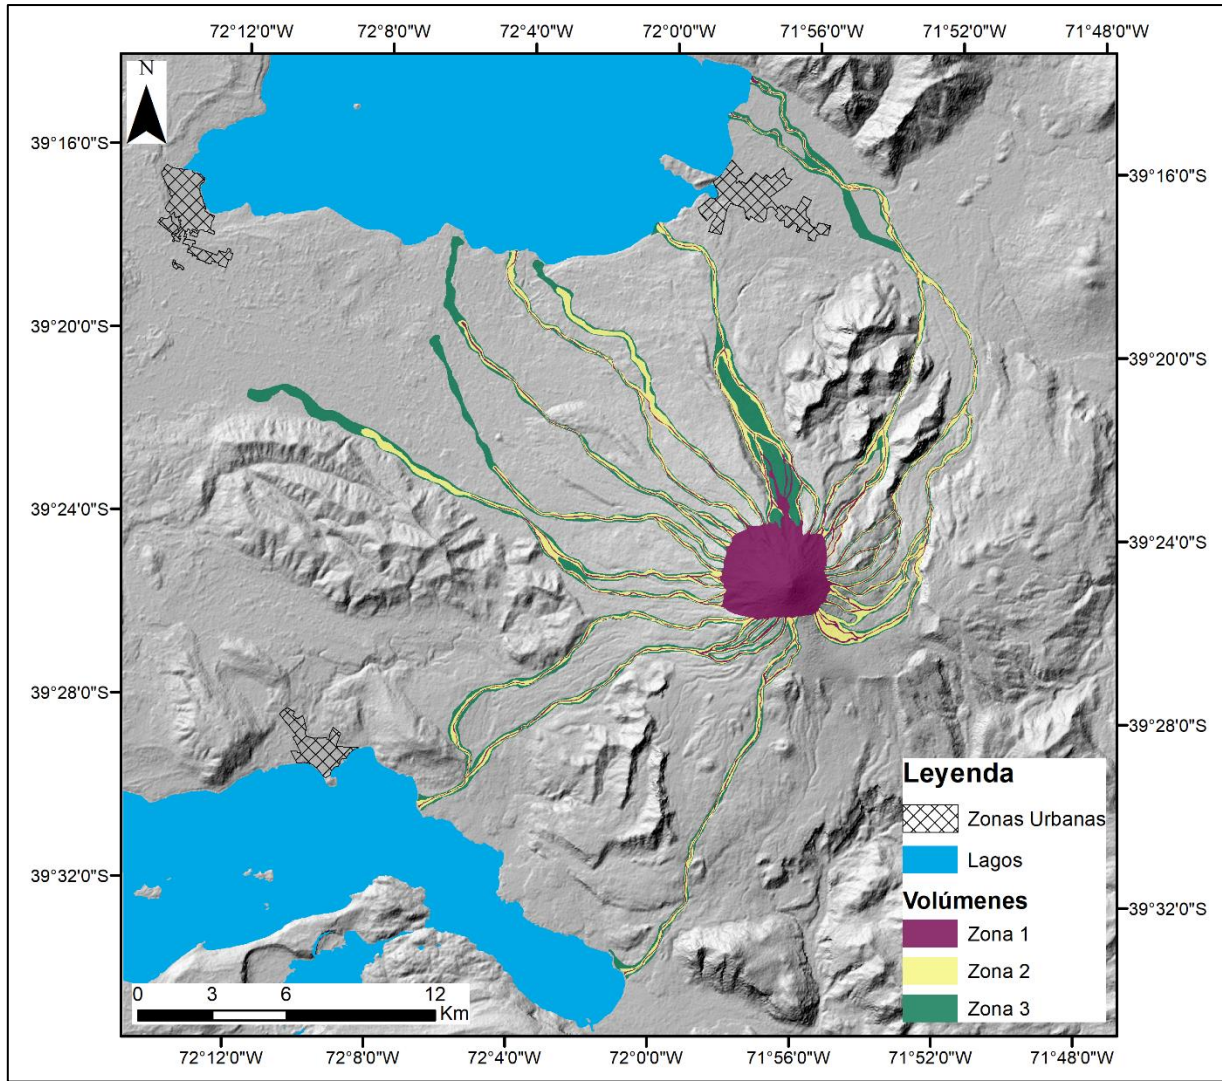 72°12'0"W 72°8'0"W 72°4'0"W 72°0'0"W 71°56'0"W 71°52'0"W 71°48'0"W
N
39°16'0"S
39°16'0"S
39°20'0"S
39°20'0"S
39°24'0"S
39°24'0"S
39°28'0"S
39°28'0"S
39°32'0"S
39°32'0"S
Leyenda
Zonas Urbanas
Lagos
Volúmenes
Zona 1
Zona 2
Zona 3
0 3 6 12
Km
72°12'0"W 72°8'0"W 72°4'0"W 72°0'0"W 71°56'0"W 71°52'0"W 71°48'0"W